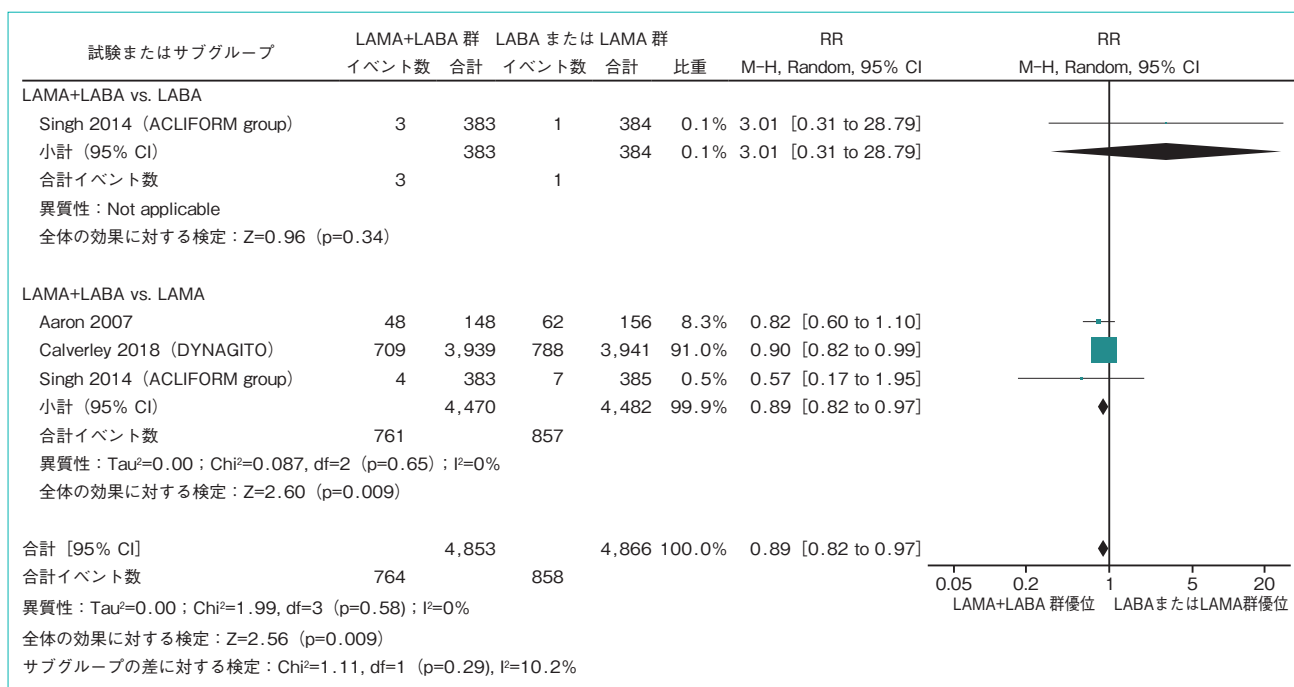 試験またはサブグループ LAMA+LABA 群 LABA または LAMA 群 RR RR
イベント数 合計 イベント数 合計 比重 M-H, Random, 95% CI M-H, Random, 95% CI
LAMA+LABA vs. LABA
Singh 2014（ACLIFORM group） 3 383 1 384 0.1% 3.01［0.31 to 28.79］
小計（95% CI） 383 384 0.1% 3.01［0.31 to 28.79］
合計イベント数 3 1
異質性：Not applicable
全体の効果に対する検定：Z=0.96（p=0.34）
LAMA+LABA vs. LAMA
Aaron 2007 48 148 62 156 8.3% 0.82［0.60 to 1.10］
Calverley 2018（DYNAGITO） 709 3,939 788 3,941 91.0% 0.90［0.82 to 0.99］
Singh 2014（ACLIFORM group） 4 383 7 385 0.5% 0.57［0.17 to 1.95］
小計（95% CI） 4,470 4,482 99.9% 0.89［0.82 to 0.97］
合計イベント数 761 857
異質性：Tau²=0.00；Chi²=0.087, df=2（p=0.65）；I²=0%
全体の効果に対する検定：Z=2.60（p=0.009）
合計［95% CI］ 4,853 4,866 100.0% 0.89［0.82 to 0.97］
合計イベント数 764 858
異質性：Tau²=0.00；Chi²=1.99, df=3（p=0.58）；I²=0%
全体の効果に対する検定：Z=2.56（p=0.009）
サブグループの差に対する検定：Chi²=1.11, df=1（p=0.29）, I²=10.2%
0.05 0.2 1 5 20
LAMA+LABA 群優位 LABAまたはLAMA群優位